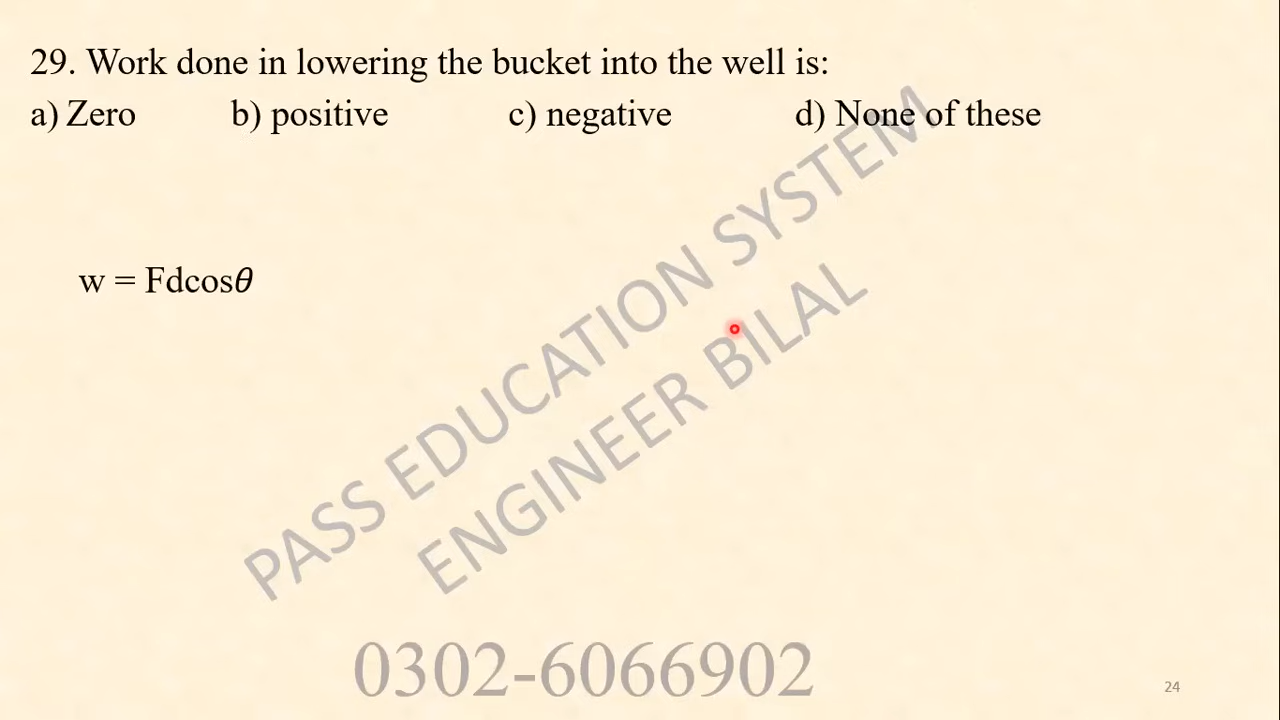 29. Work done in lowering the bucket into the well is:
a) Zero b) positive c) negative d) None of these
w = Fdcosθ
PASS EDUCATION SYSTEM
ENGINEER BILAL
0302-6066902
24